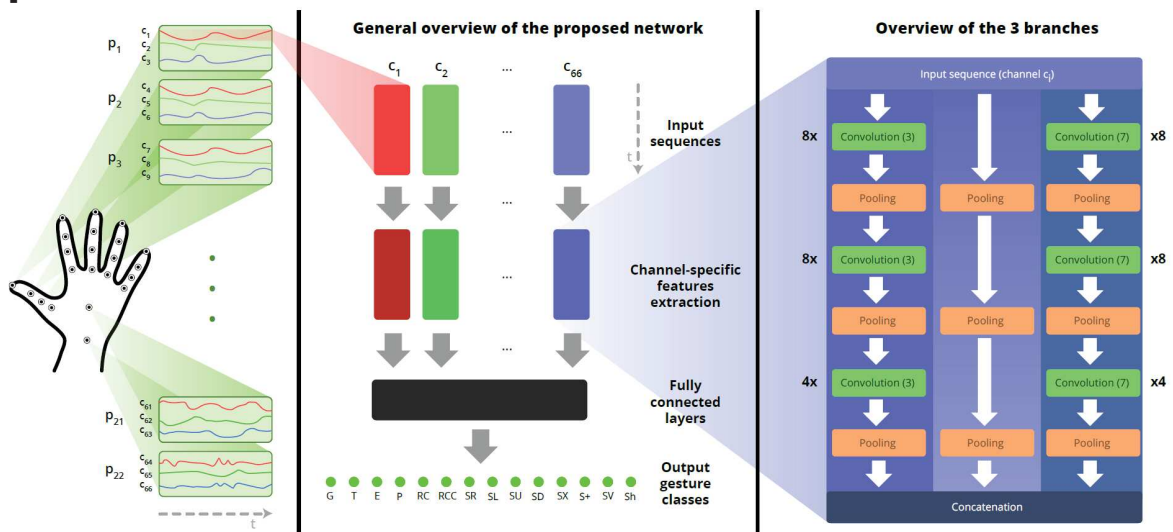 p1
c1
c2
c3
p2
c4
c5
c6
p3
c7
c8
c9
p21
c61
c62
c63
p22
c64
c65
c66
t
General overview of the proposed network
c1 c2 ... c66
Input
sequences
t
...
...
Channel-specific
features
extraction
...
Fully
connected
layers
Output
gesture
classes
G T E P RC RCC SR SL SU SD SX S+ SV Sh
Overview of the 3 branches
Input sequence (channel ci)
8x Convolution (3) Convolution (7) x8
Pooling Pooling Pooling
8x Convolution (3) Convolution (7) x8
Pooling Pooling Pooling
4x Convolution (3) Convolution (7) x4
Pooling Pooling Pooling
Concatenation